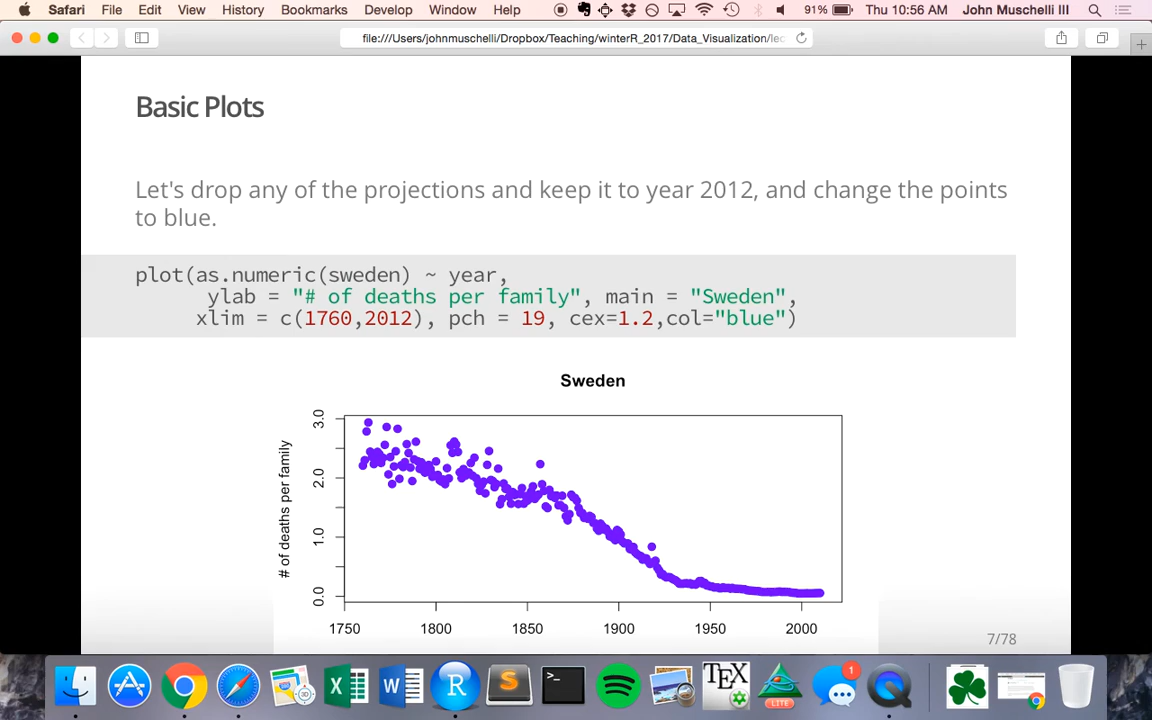 Safari File Edit View History Bookmarks Develop Window Help 91% Thu 10:56 AM John Muschelli III
file:///Users/johnmuschelli/Dropbox/Teaching/winterR_2017/Data_Visualization/lec
Basic Plots
Let's drop any of the projections and keep it to year 2012, and change the points
to blue.
plot(as.numeric(sweden) ~ year,
ylab = "# of deaths per family", main = "Sweden",
xlim = c(1760,2012), pch = 19, cex=1.2,col="blue")
Sweden
# of deaths per family
3.0
2.0
1.0
0.0
1750 1800 1850 1900 1950 2000
7/78
1
X W R S >_ TEX
LITE